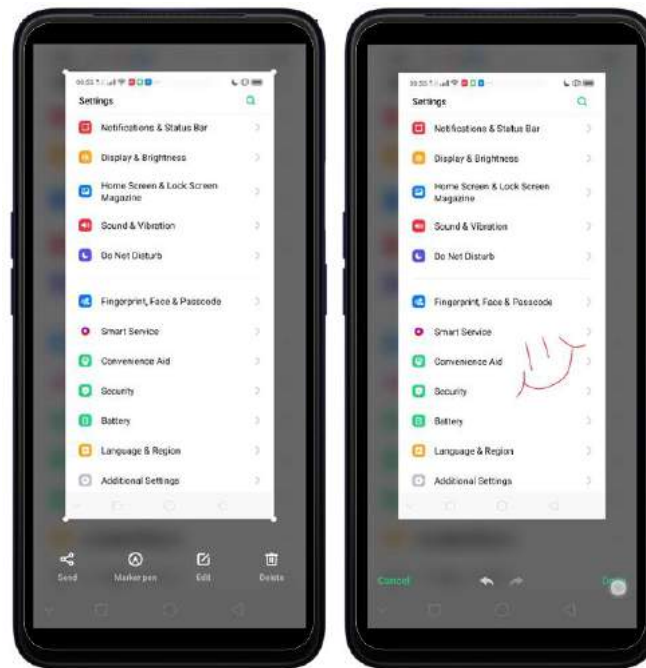 Settings
Notifications & Status Bar
Display & Brightness
Home Screen & Lock Screen
Magazine
Sound & Vibration
Do Not Disturb
Fingerprint, Face & Passcode
Smart Service
Convenience Aid
Security
Battery
Language & Region
Additional Settings
Send
Marker pen
Edit
Delete
Settings
Notifications & Status Bar
Display & Brightness
Home Screen & Lock Screen
Magazine
Sound & Vibration
Do Not Disturb
Fingerprint, Face & Passcode
Smart Service
Convenience Aid
Security
Battery
Language & Region
Additional Settings
Cancel